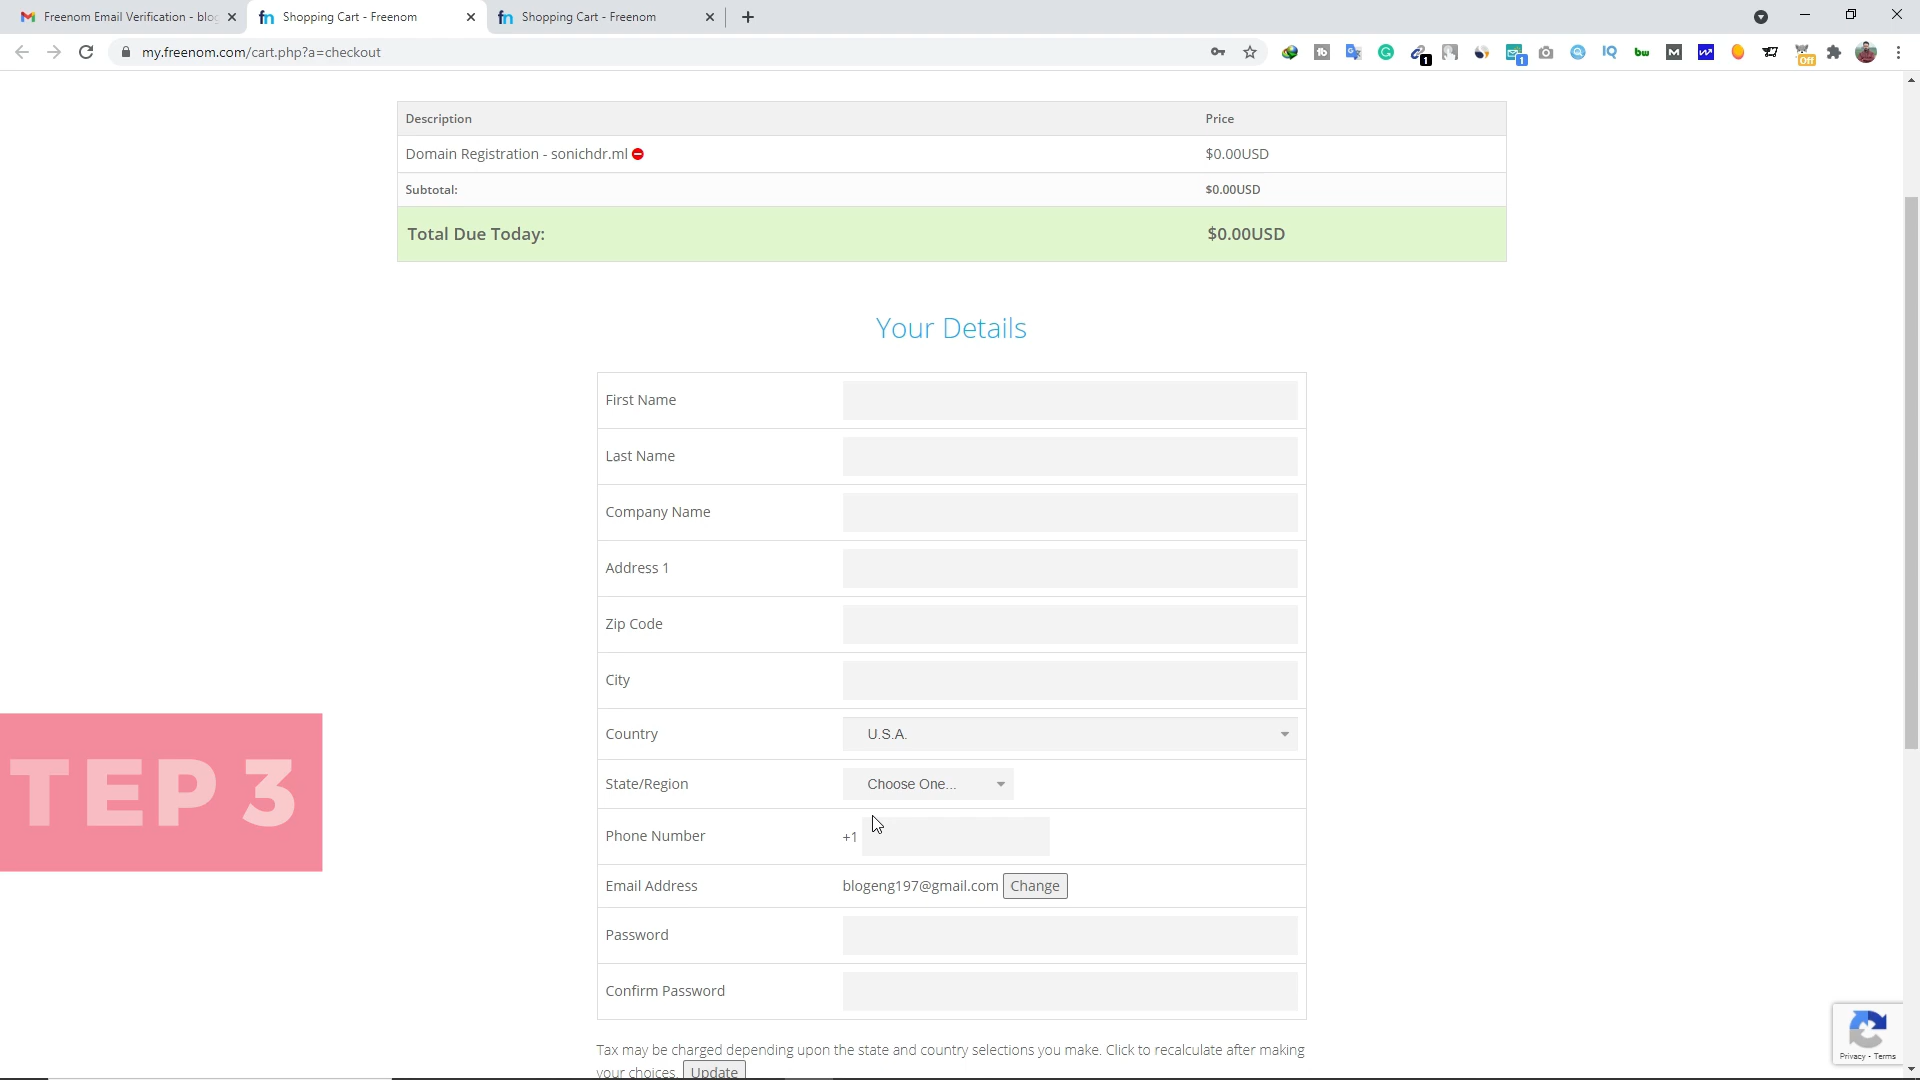 Freenom Email Verification - blog
Shopping Cart - Freenom
Shopping Cart - Freenom
my.freenom.com/cart.php?a=checkout
Description Price
Domain Registration - sonichdr.ml $0.00USD
Subtotal: $0.00USD
Total Due Today: $0.00USD
Your Details
First Name
Last Name
Company Name
Address 1
Zip Code
City
Country U.S.A.
State/Region Choose One...
Phone Number +1
Email Address blogeng197@gmail.com Change
Password
Confirm Password
Tax may be charged depending upon the state and country selections you make. Click to recalculate after making
your choices. Update
TEP 3
Privacy - Terms